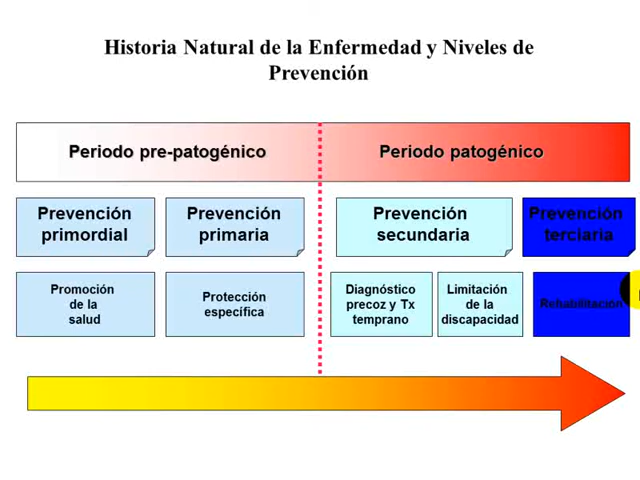 Historia Natural de la Enfermedad y Niveles de
Prevención
Periodo pre-patogénico
Periodo patogénico
Prevención
primordial
Prevención
primaria
Prevención
secundaria
Prevención
terciaria
Promoción
de la
salud
Protección
específica
Diagnóstico
precoz y Tx
temprano
Limitación
de la
discapacidad
Rehabilitación